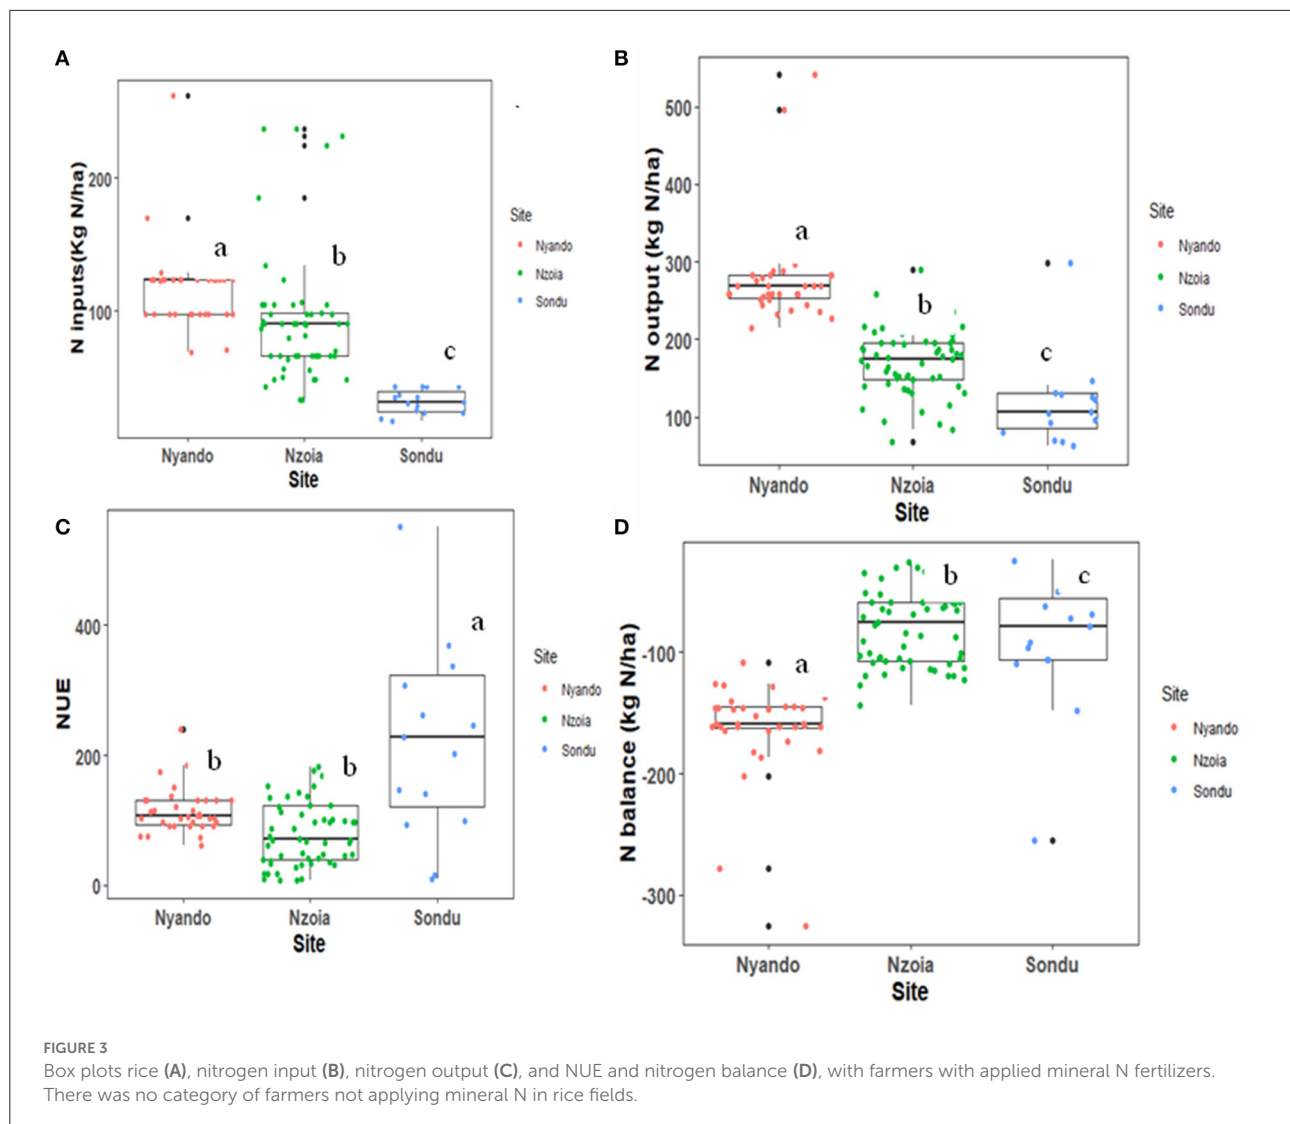 A
N inputs(Kg N/ha)
200
100
a
b
c
Nyando
Nzoia
Sondu
Site
Site
Nyando
Nzoia
Sondu
B
N output (kg N/ha)
500
400
300
200
100
a
b
c
Nyando
Nzoia
Sondu
Site
Site
Nyando
Nzoia
Sondu
C
NUE
400
200
0
b
b
a
Nyando
Nzoia
Sondu
Site
Site
Nyando
Nzoia
Sondu
D
N balance (kg N/ha)
-100
-200
-300
a
b
c
Nyando
Nzoia
Sondu
Site
Site
Nyando
Nzoia
Sondu
FIGURE 3
Box plots rice (A), nitrogen input (B), nitrogen output (C), and NUE and nitrogen balance (D), with farmers with applied mineral N fertilizers.
There was no category of farmers not applying mineral N in rice fields.